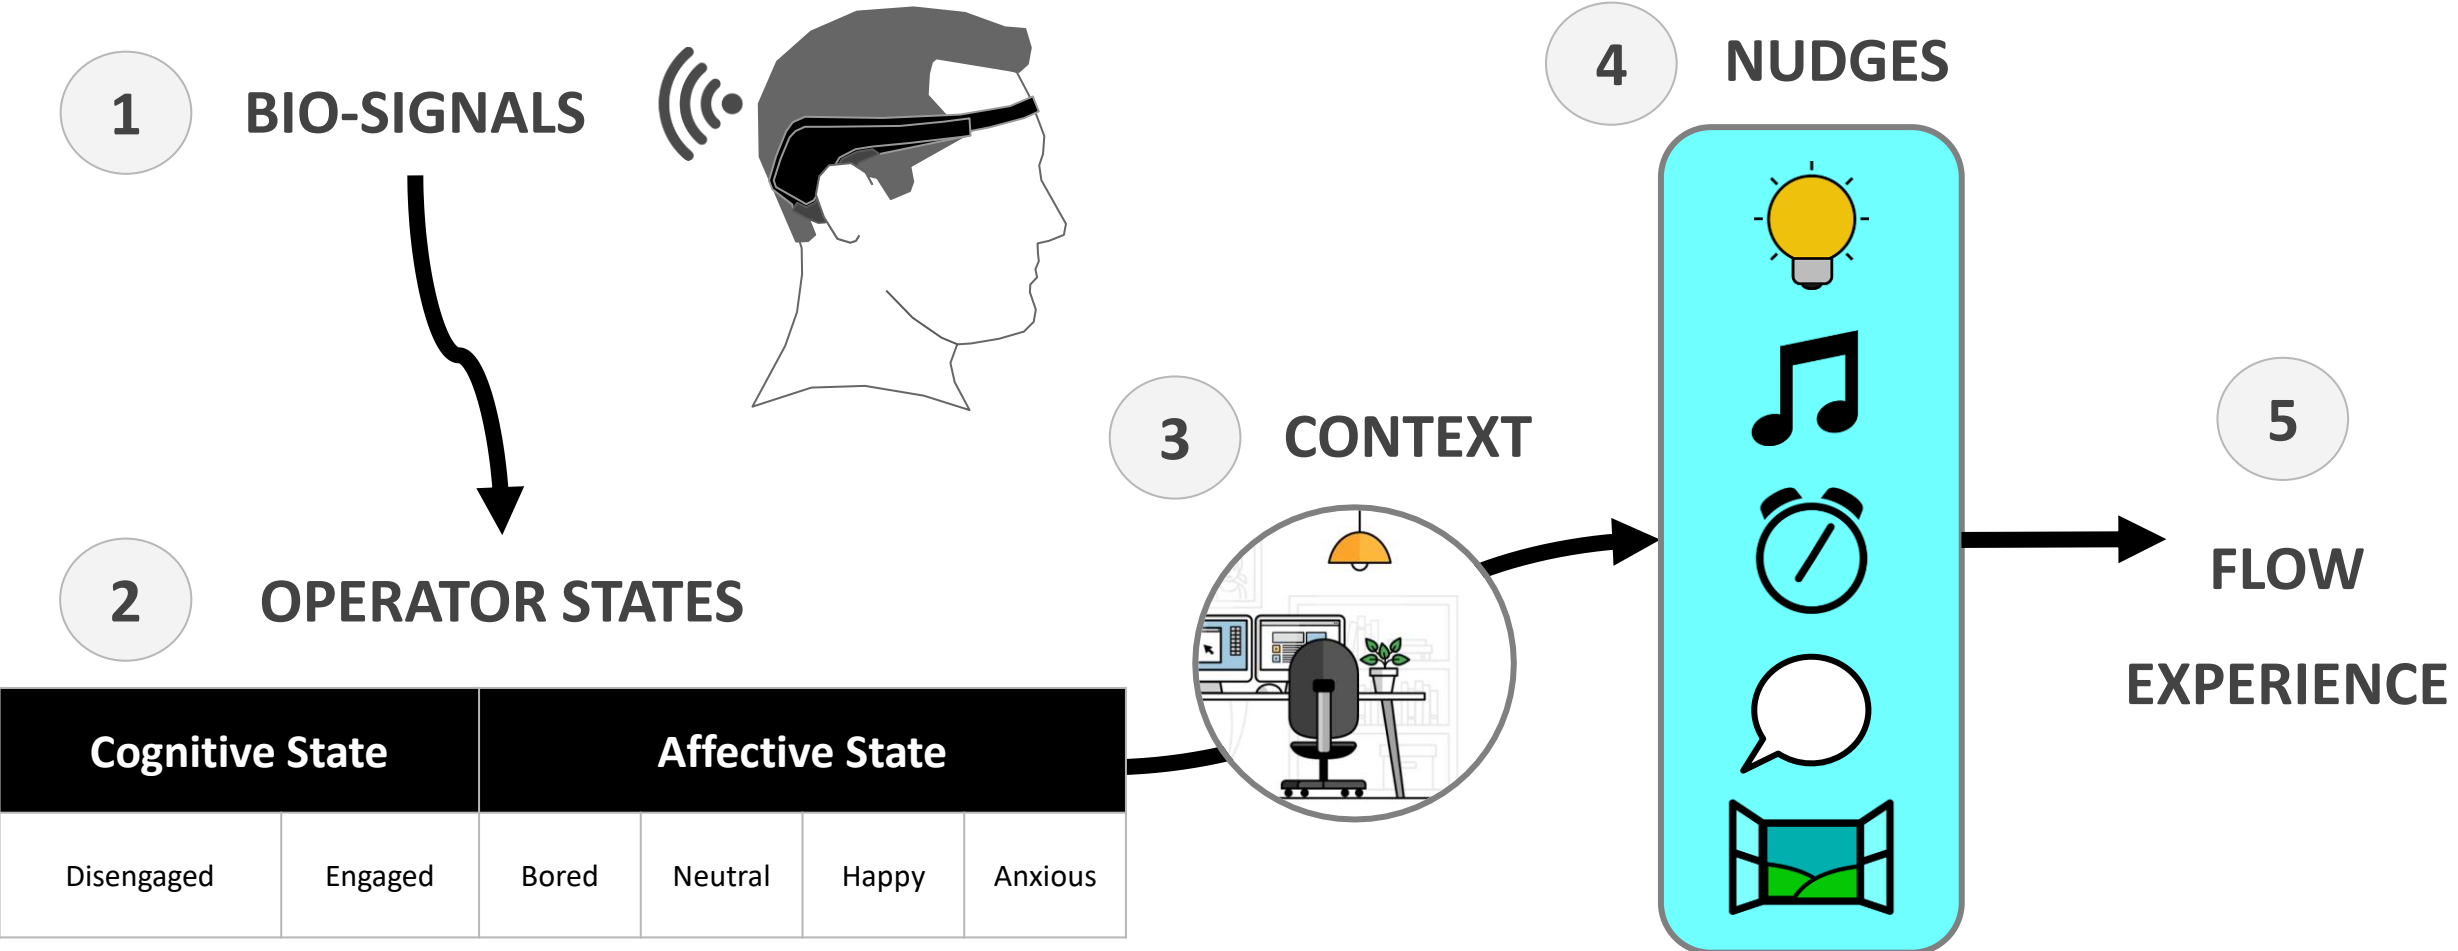 1
BIO-SIGNALS
2
OPERATOR STATES
Cognitive State Affective State
Disengaged Engaged Bored Neutral Happy Anxious
3
CONTEXT
4
NUDGES
5
FLOW
EXPERIENCE